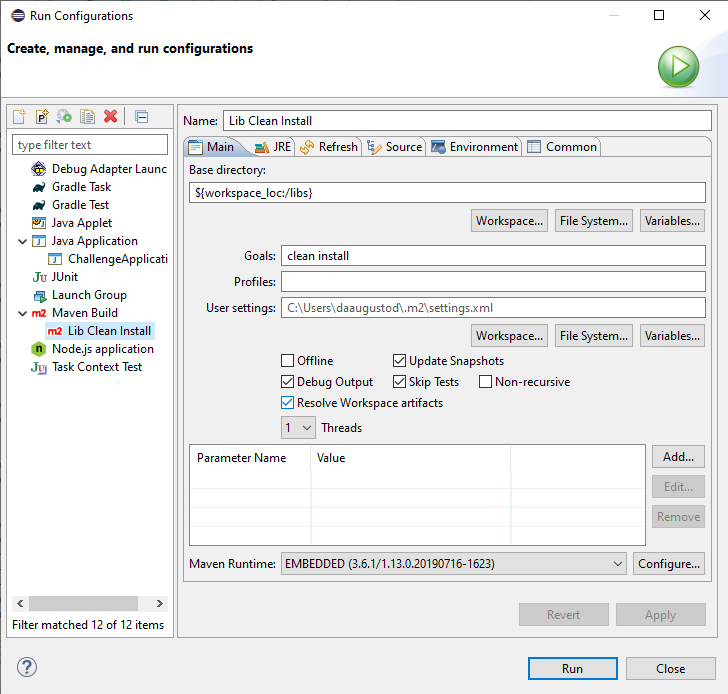 Run Configurations
Create, manage, and run configurations
type filter text
Debug Adapter Launc
Gradle Task
Gradle Test
Java Applet
Java Application
ChallengeApplicati
JUnit
Launch Group
Maven Build
Lib Clean Install
Node.js application
Task Context Test
Filter matched 12 of 12 items
Name: Lib Clean Install
Main JRE Refresh Source Environment Common
Base directory:
${workspace_loc:/libs}
Workspace... File System... Variables...
Goals: clean install
Profiles:
User settings: C:\Users\daaugustod\.m2\settings.xml
Workspace... File System... Variables...
Offline Update Snapshots
Debug Output Skip Tests Non-recursive
Resolve Workspace artifacts
1 Threads
Parameter Name Value
Add...
Edit...
Remove
Maven Runtime: EMBEDDED (3.6.1/1.13.0.20190716-1623) Configure...
Revert Apply
Run Close